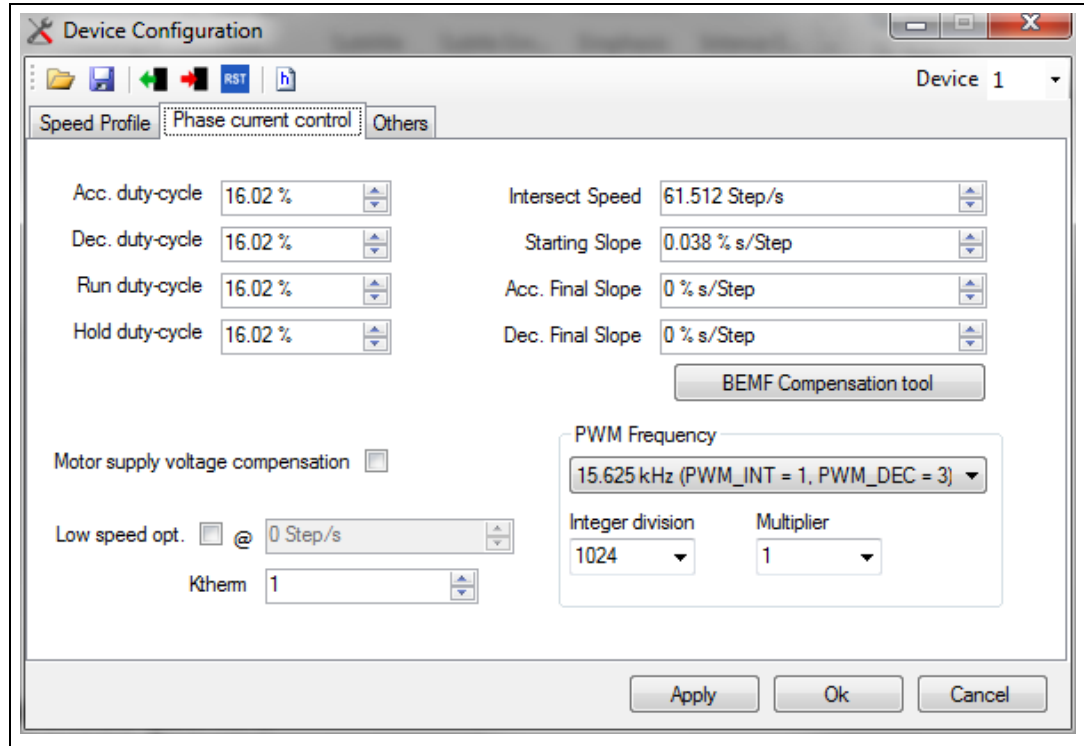 Device Configuration
RST h Device 1
Speed Profile Phase current control Others
Acc. duty-cycle 16.02 % Intersect Speed 61.512 Step/s
Dec. duty-cycle 16.02 % Starting Slope 0.038 % s/Step
Run duty-cycle 16.02 % Acc. Final Slope 0 % s/Step
Hold duty-cycle 16.02 % Dec. Final Slope 0 % s/Step
BEMF Compensation tool
PWM Frequency
Motor supply voltage compensation 15.625 kHz (PWM_INT = 1, PWM_DEC = 3)
Low speed opt. @ 0 Step/s Integer division Multiplier
1024 1
Ktherm 1
Apply Ok Cancel